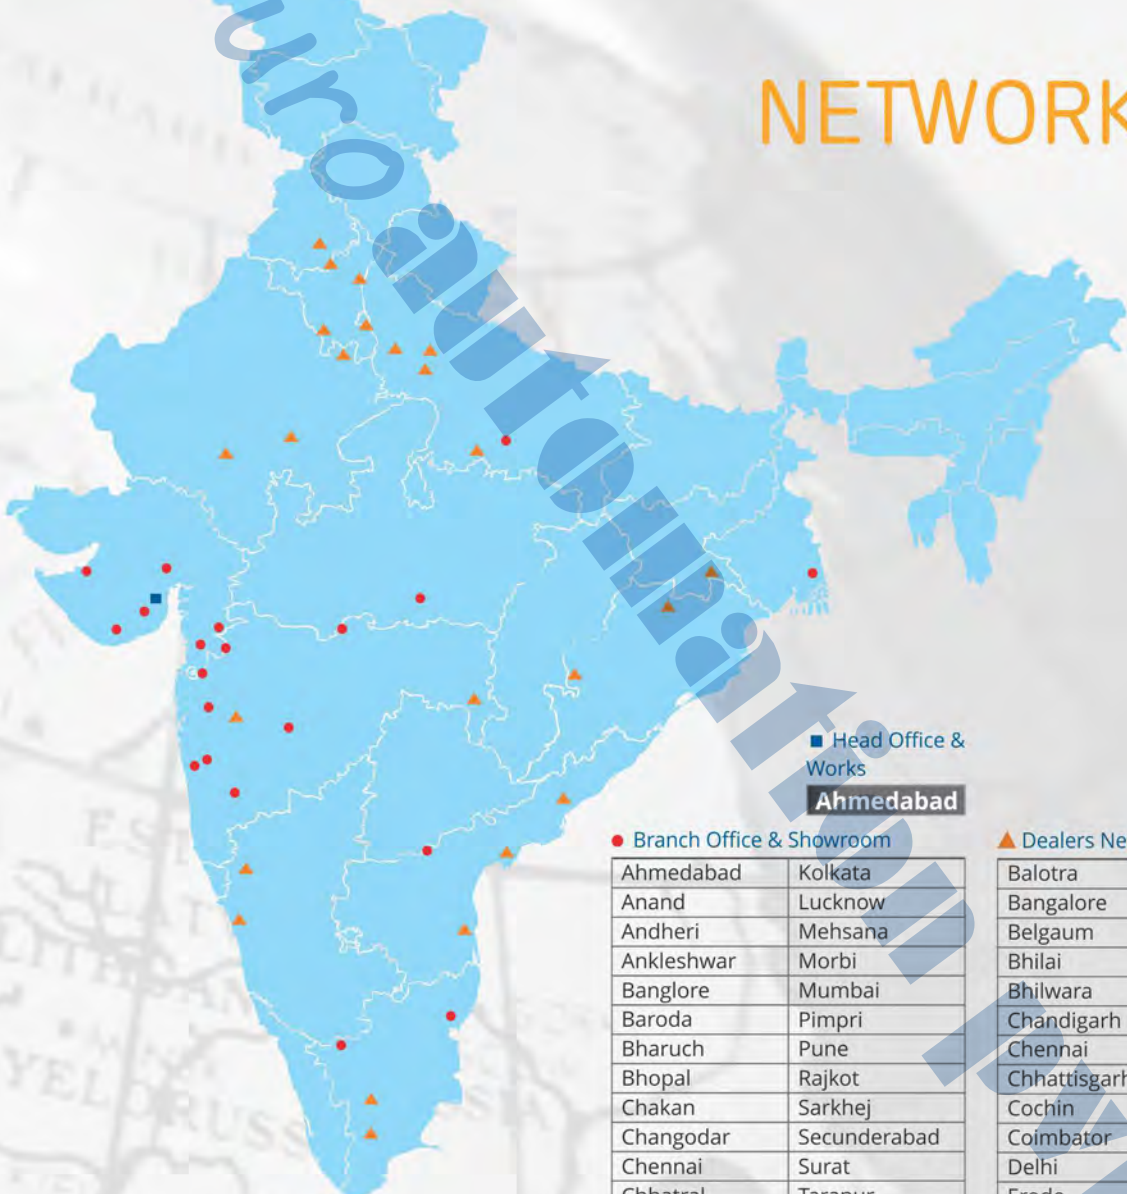 NETWORK
Head Office &
Works
Ahmedabad
Branch Office & Showroom
Ahmedabad Kolkata
Anand Lucknow
Andheri Mehsana
Ankleshwar Morbi
Banglore Mumbai
Baroda Pimpri
Bharuch Pune
Bhopal Rajkot
Chakan Sarkhej
Changodar Secunderabad
Chennai Surat
Dealers Ne
Balotra
Bangalore
Belgaum
Bhilai
Bhilwara
Chandigarh
Chennai
Chhattisgarh
Cochin
Coimbator
Delhi
uroautomation.by